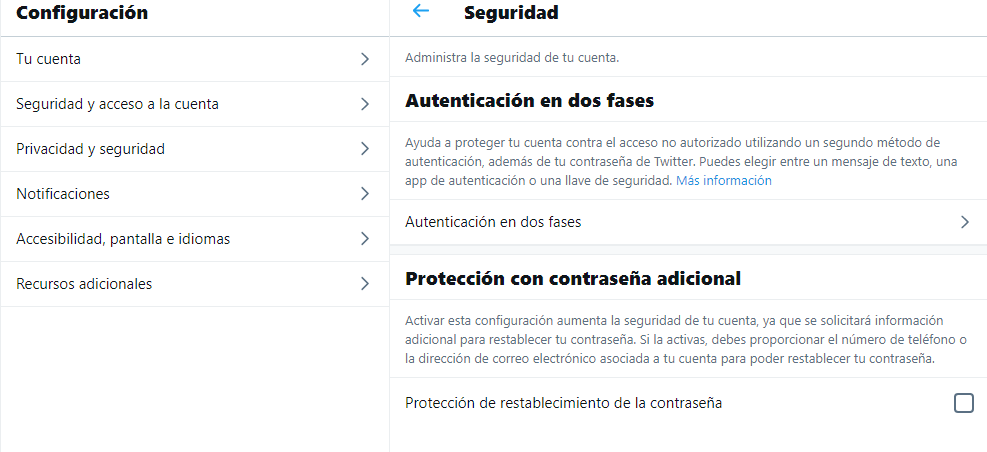 Configuración
Tu cuenta
Seguridad y acceso a la cuenta
Privacidad y seguridad
Notificaciones
Accesibilidad, pantalla e idiomas
Recursos adicionales
Seguridad
Administra la seguridad de tu cuenta.
Autenticación en dos fases
Ayuda a proteger tu cuenta contra el acceso no autorizado utilizando un segundo método de
autenticación, además de tu contraseña de Twitter. Puedes elegir entre un mensaje de texto, una
app de autenticación o una llave de seguridad. Más información
Autenticación en dos fases
Protección con contraseña adicional
Activar esta configuración aumenta la seguridad de tu cuenta, ya que se solicitará información
adicional para restablecer tu contraseña. Si la activas, debes proporcionar el número de teléfono o
la dirección de correo electrónico asociada a tu cuenta para poder restablecer tu contraseña.
Protección de restablecimiento de la contraseña